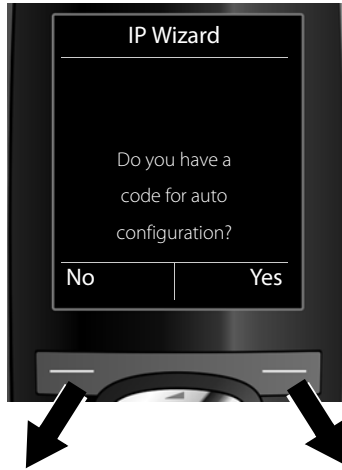 IP Wizard
Do you have a
code for auto
configuration?
No Yes